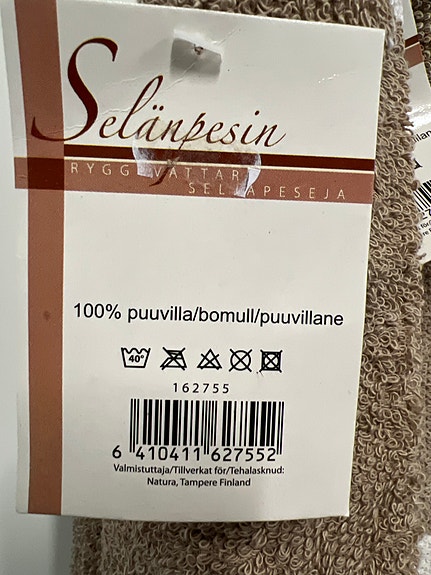 Selänpesin
RYGGTVÄTTARE
SELJAPESEJA
100% puuvilla/bomull/puuvillane
40°
162755
6 410411 627552
Valmistuttaja/Tillverkat för/Tehalasknud:
Natura, Tampere Finland